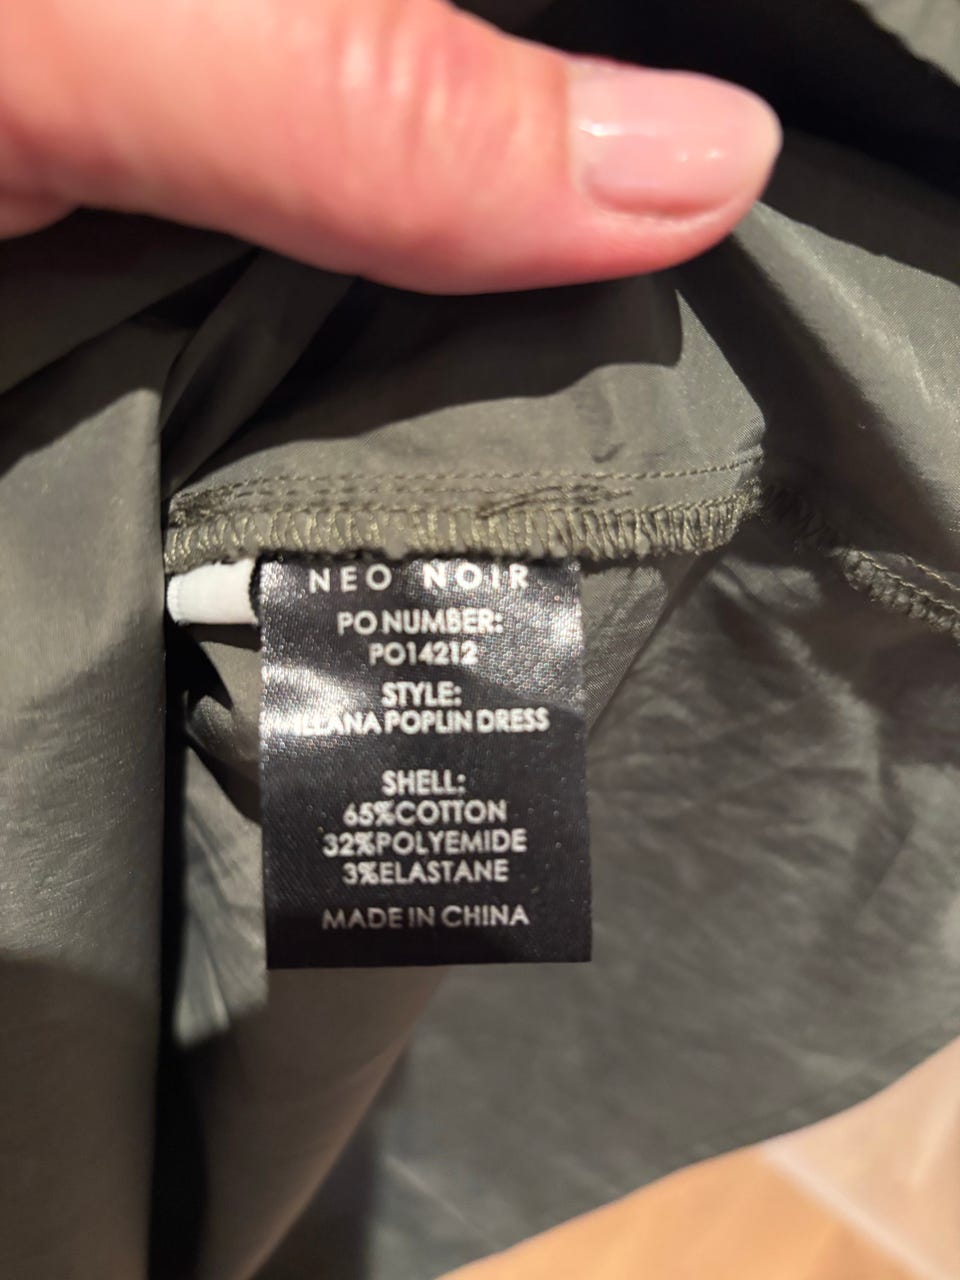 NEO NOIR
PO NUMBER:
PO14212
STYLE:
POPLIN DRESS
SHELL:
65%COTTON
32%POLYEMIDE
3%ELASTANE
MADE IN CHINA